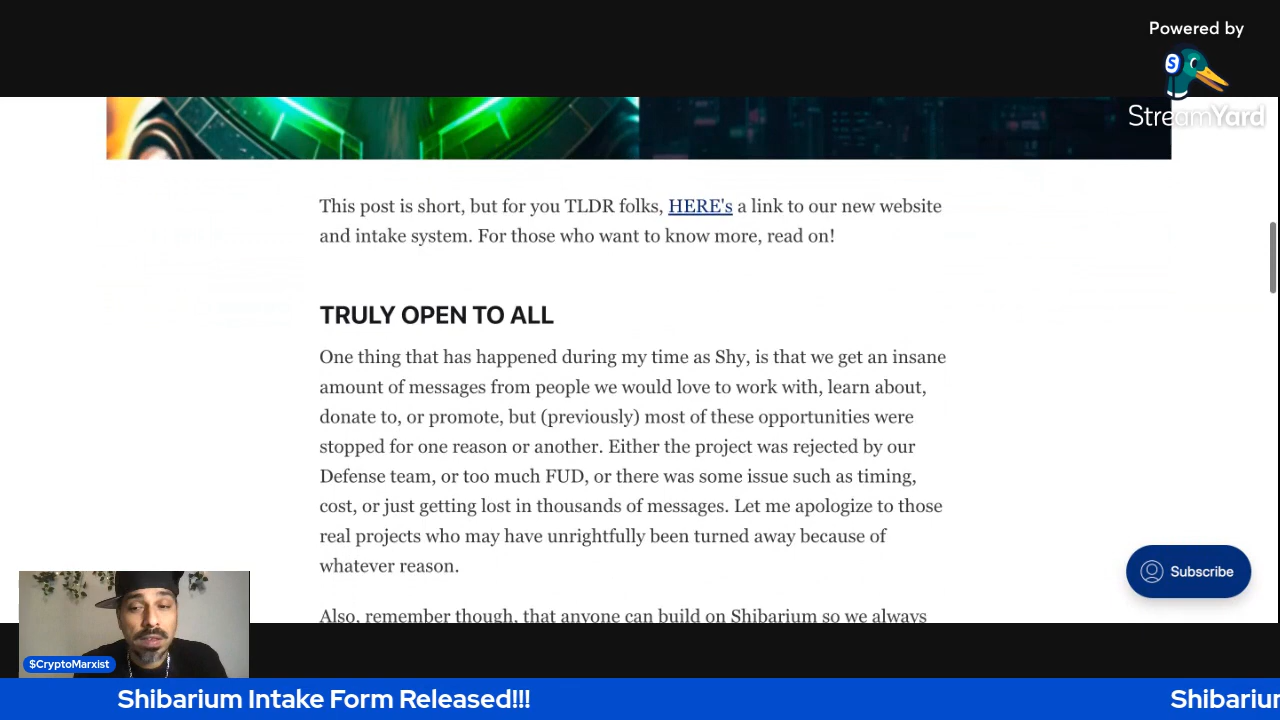 Powered by
StreamYard
This post is short, but for you TLDR folks, HERE's a link to our new website
and intake system. For those who want to know more, read on!
TRULY OPEN TO ALL
One thing that has happened during my time as Shy, is that we get an insane
amount of messages from people we would love to work with, learn about,
donate to, or promote, but (previously) most of these opportunities were
stopped for one reason or another. Either the project was rejected by our
Defense team, or too much FUD, or there was some issue such as timing,
cost, or just getting lost in thousands of messages. Let me apologize to those
real projects who may have unrightfully been turned away because of
whatever reason.
Subscribe
Also, remember though, that anyone can build on Shibarium so we always
$CryptoMarxist
Shibarium Intake Form Released!!!
Shibariu